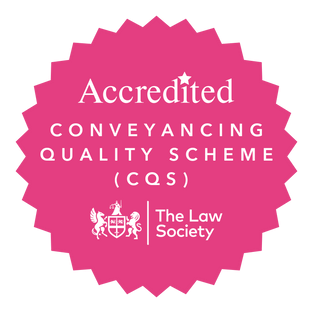 Accredited
CONVEYANCING
QUALITY SCHEME
(CQS)
The Law
Society